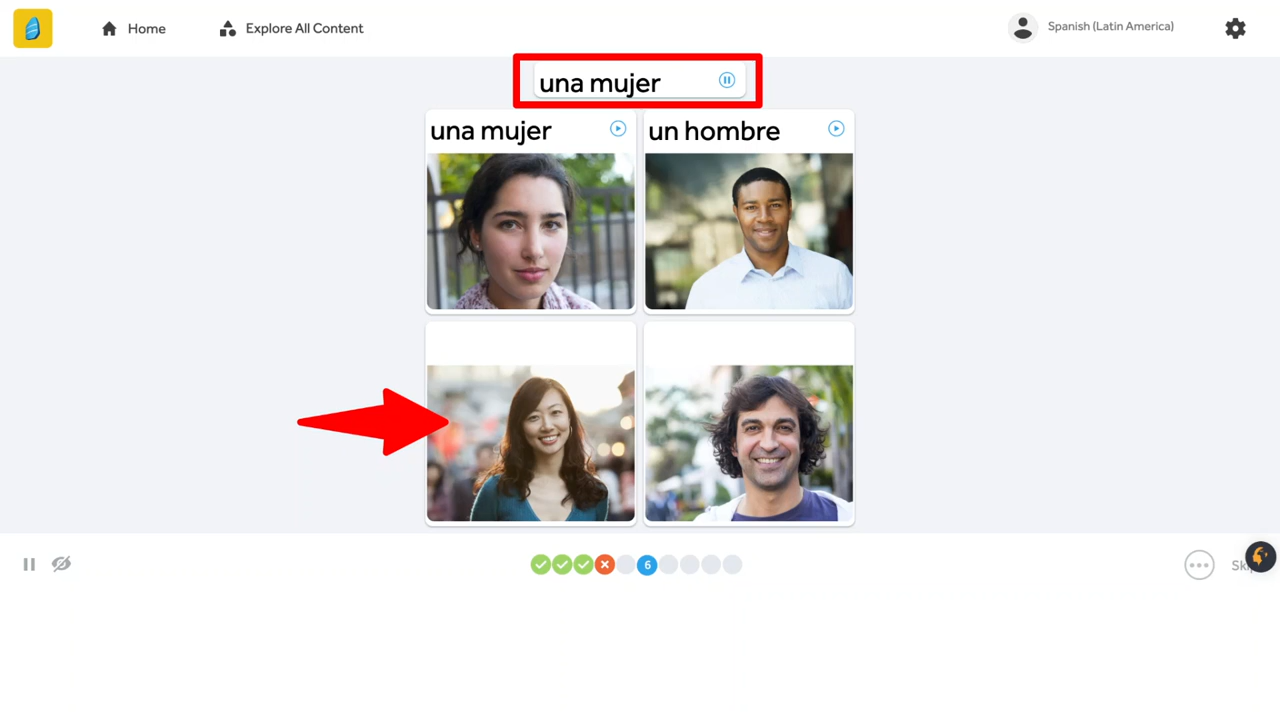 Home
Explore All Content
Spanish (Latin America)
una mujer
una mujer
un hombre
6